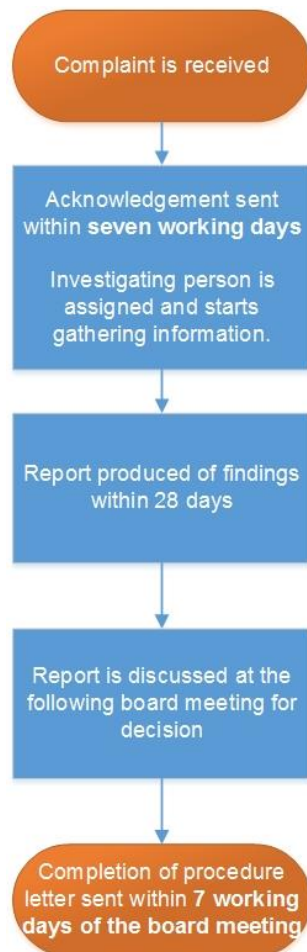 Complaint is received
Acknowledgement sent
within seven working days
Investigating person is
assigned and starts
gathering information.
Report produced of findings
within 28 days
Report is discussed at the
following board meeting for
decision
Completion of procedure
letter sent within 7 working
days of the board meeting